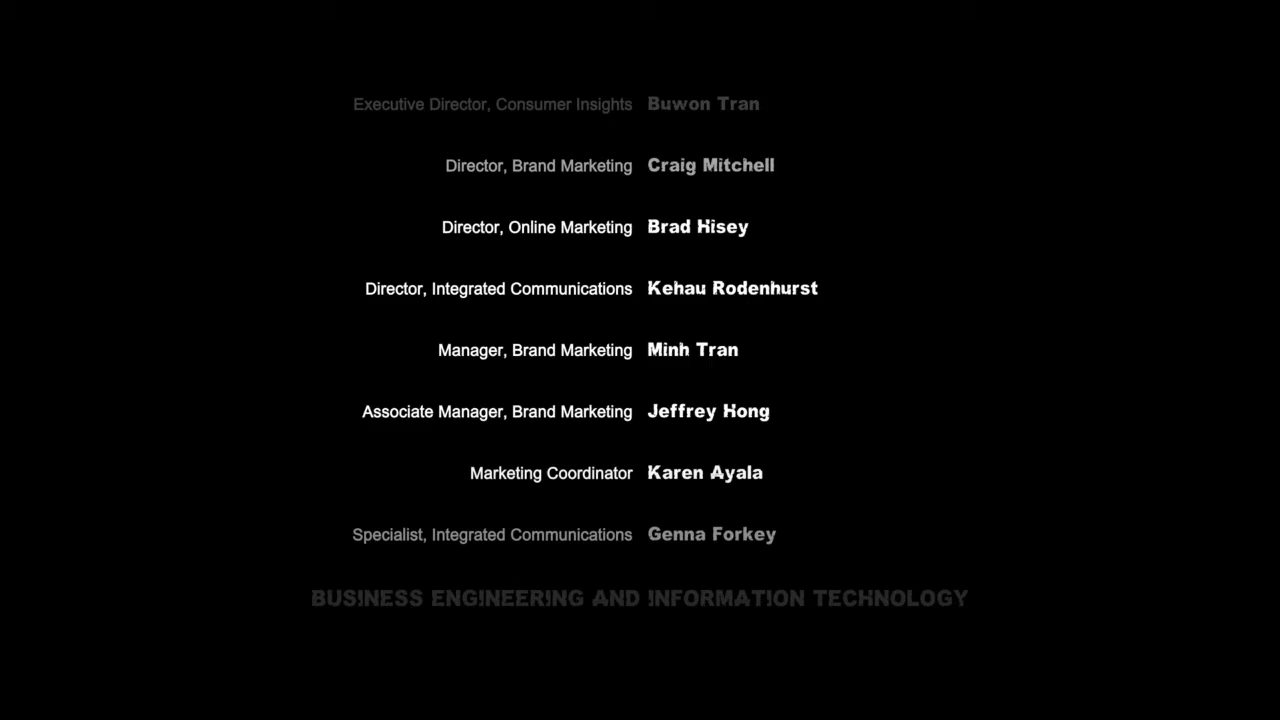 Executive Director, Consumer Insights Buwon Tran
Director, Brand Marketing Craig Mitchell
Director, Online Marketing Brad Hisey
Director, Integrated Communications Kehau Rodenhurst
Manager, Brand Marketing Minh Tran
Associate Manager, Brand Marketing Jeffrey Hong
Marketing Coordinator Karen Ayala
Specialist, Integrated Communications Genna Forkey
BUSINESS ENGINEERING AND INFORMATION TECHNOLOGY